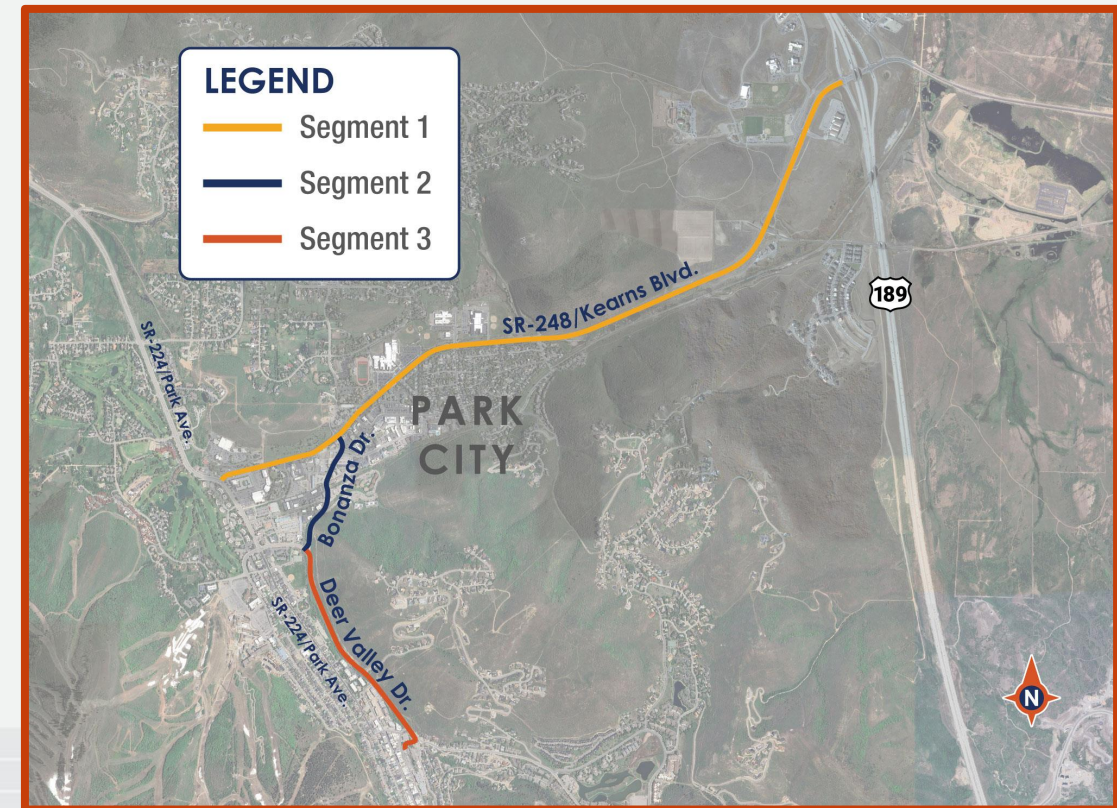 LEGEND
Segment 1
Segment 2
Segment 3
SR-224/Park Ave.
SR-248/Kearns Blvd.
189
PARK
CITY
Bonanza Dr.
Deer Valley Dr.
SR-224/Park Ave.
N